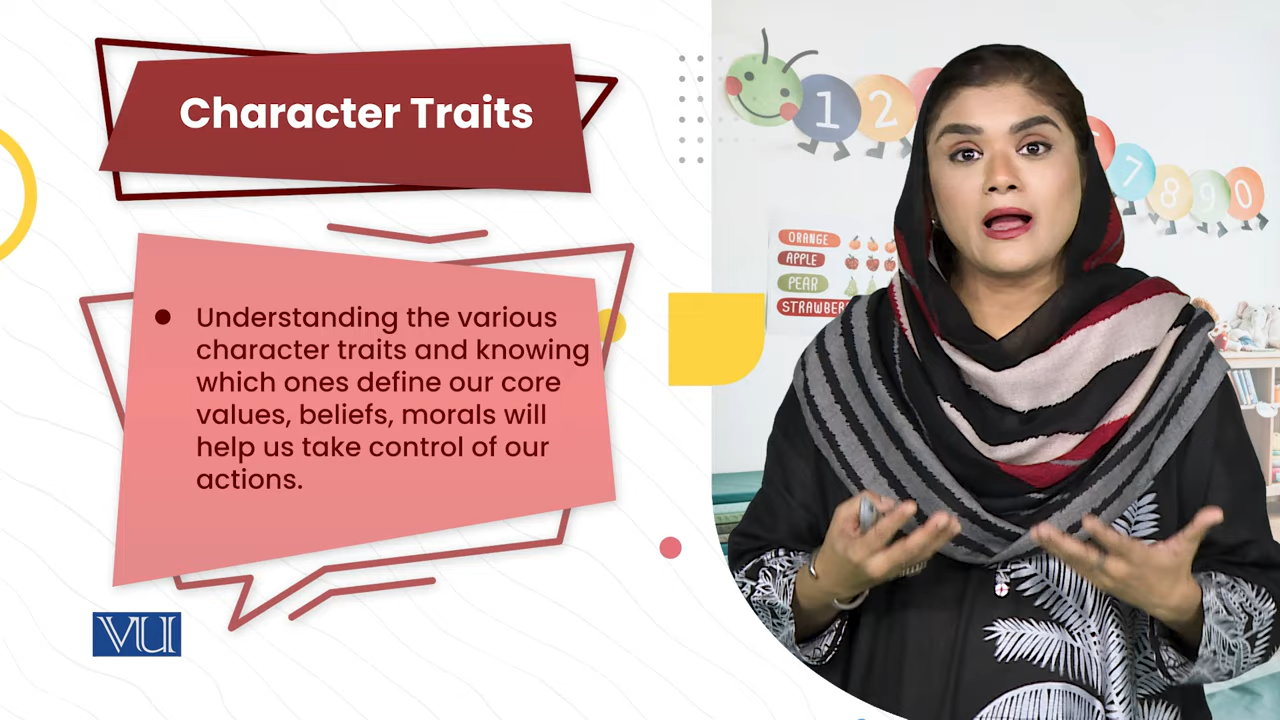 Character Traits
Understanding the various
character traits and knowing
which ones define our core
values, beliefs, morals will
help us take control of our
actions.
VU
1 2
7 8 9 0
ORANGE
APPLE
PEAR